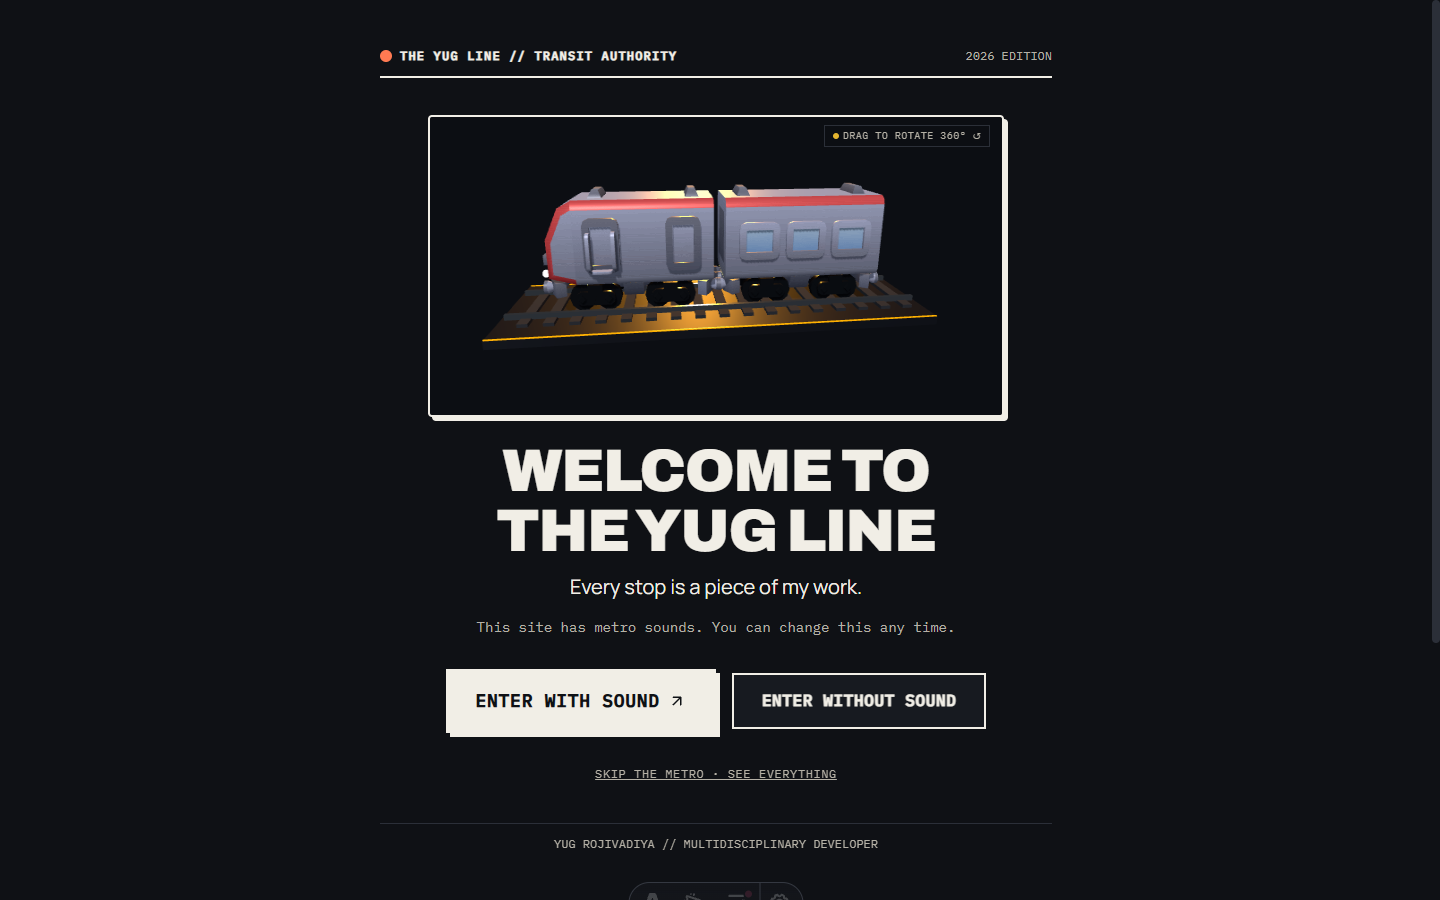 THE YUG LINE // TRANSIT AUTHORITY
2026 EDITION
DRAG TO ROTATE 360° ↺
WELCOME TO
THE YUG LINE
Every stop is a piece of my work.
This site has metro sounds. You can change this any time.
ENTER WITH SOUND ↗
ENTER WITHOUT SOUND
SKIP THE METRO · SEE EVERYTHING
YUG ROJIVADIYA // MULTIDISCIPLINARY DEVELOPER